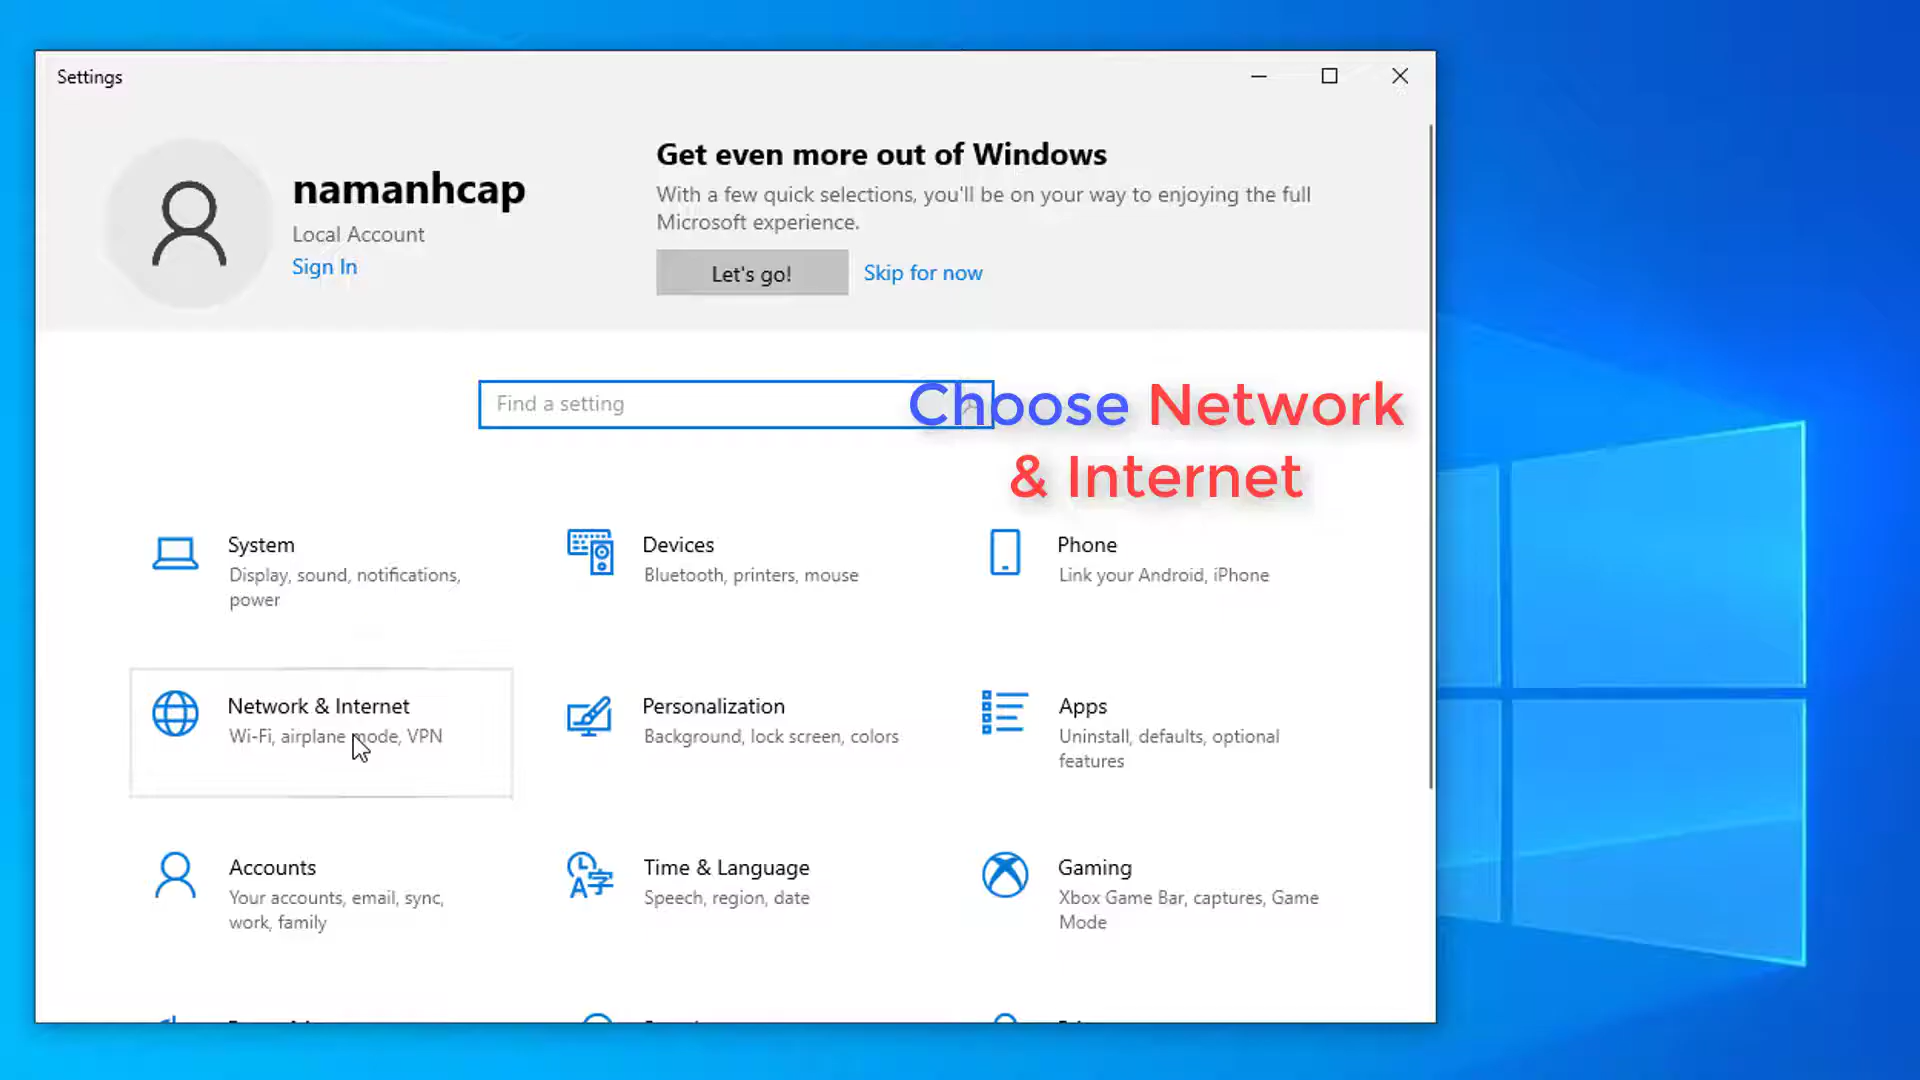 Settings
namanhcap
Local Account
Sign In
Get even more out of Windows
With a few quick selections, you'll be on your way to enjoying the full
Microsoft experience.
Let's go!
Skip for now
Find a setting
Choose Network
& Internet
System
Display, sound, notifications,
power
Devices
Bluetooth, printers, mouse
Phone
Link your Android, iPhone
Network & Internet
Wi-Fi, airplane mode, VPN
Personalization
Background, lock screen, colors
Apps
Uninstall, defaults, optional
features
Accounts
Your accounts, email, sync,
work, family
Time & Language
Speech, region, date
Gaming
Xbox Game Bar, captures, Game
Mode